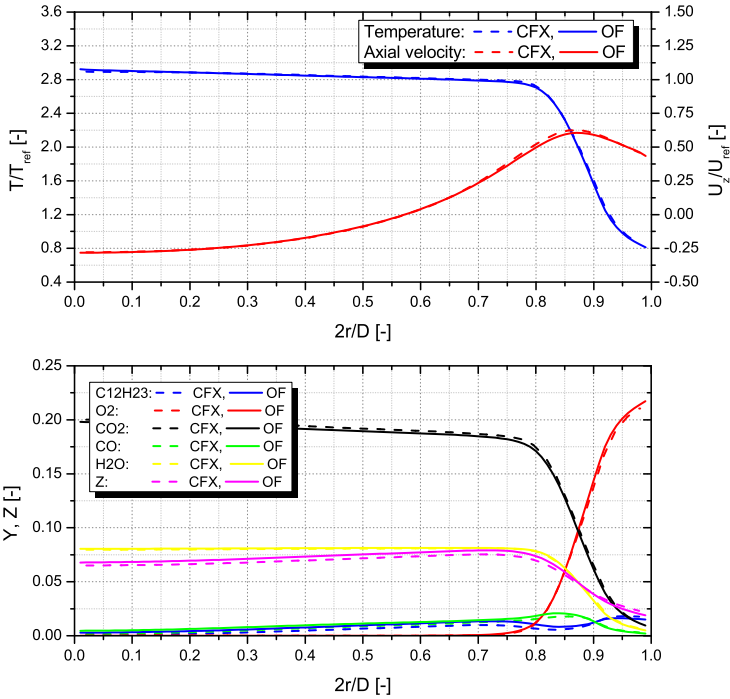 3.6
3.2
2.8
2.4
2.0
1.6
1.2
0.8
0.4
T/Tref [-]
Temperature: CFX, OF
Axial velocity: CFX, OF
1.50
1.25
1.00
0.75
0.50
0.25
0.00
-0.25
-0.50
Uz/Uref [-]
0.0 0.1 0.2 0.3 0.4 0.5 0.6 0.7 0.8 0.9 1.0
2r/D [-]
0.25
0.20
0.15
0.10
0.05
0.00
Y, Z [-]
C12H23: CFX, OF
O2: CFX, OF
CO2: CFX, OF
CO: CFX, OF
H2O: CFX, OF
Z: CFX, OF
0.0 0.1 0.2 0.3 0.4 0.5 0.6 0.7 0.8 0.9 1.0
2r/D [-]